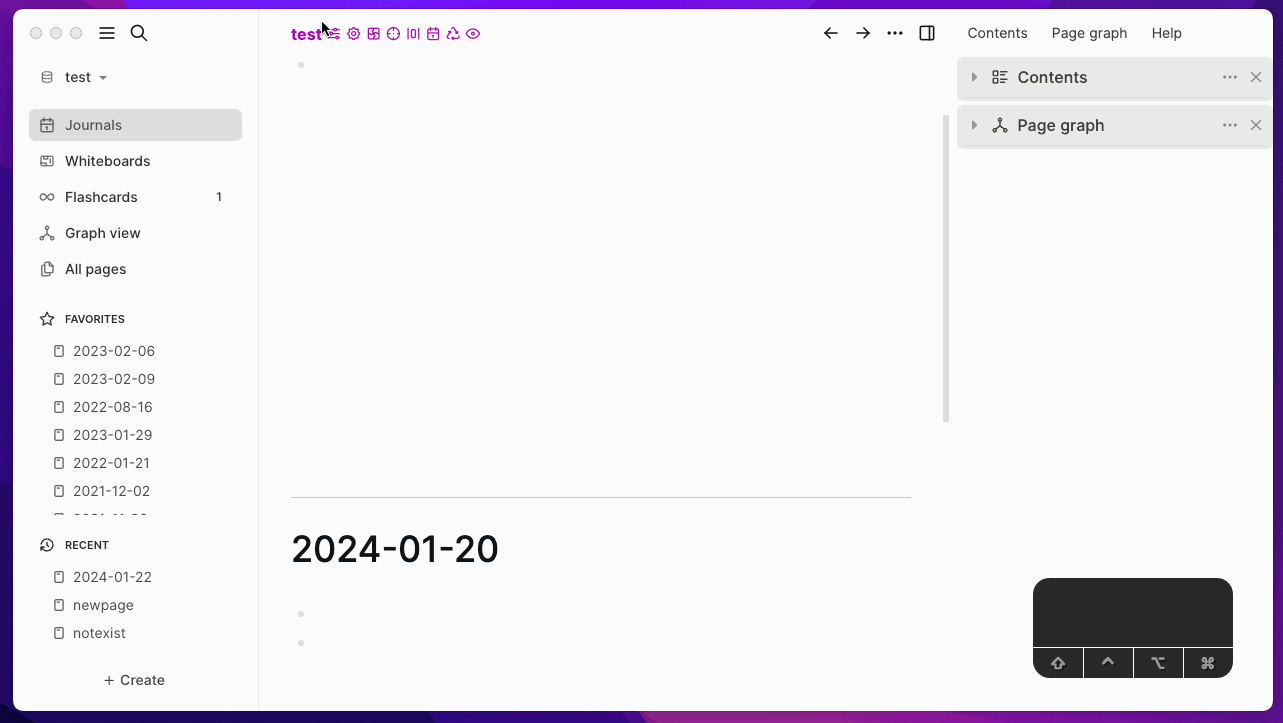 test
Contents Page graph Help
test
Contents
Page graph
Journals
Whiteboards
Flashcards 1
Graph view
All pages
FAVORITES
2023-02-06
2023-02-09
2022-08-16
2023-01-29
2022-01-21
2021-12-02
2024-01-20
RECENT
2024-01-22
newpage
notexist
+ Create